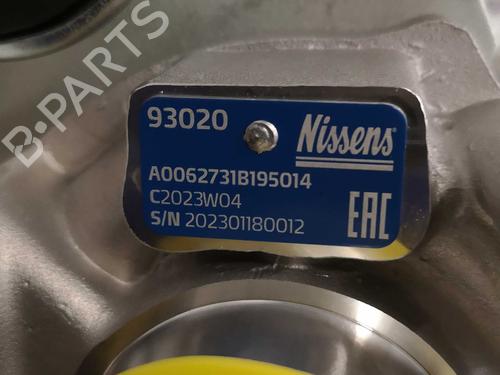 B-PARTS
93020
Nissens
A0062731B195014
C2023W04
S/N 202301180012
EAC